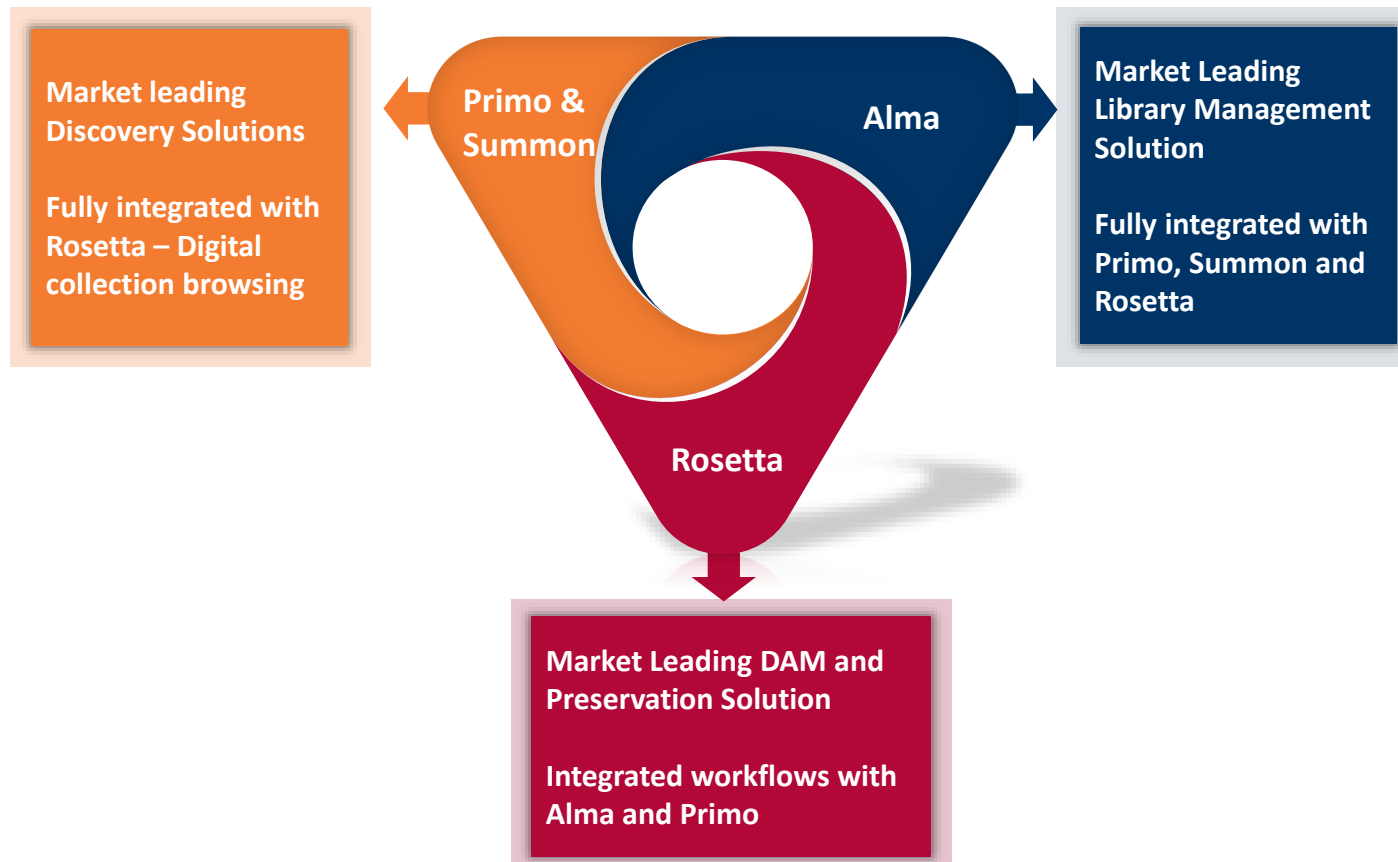 Market leading
Discovery Solutions
Fully integrated with
Rosetta – Digital
collection browsing
Primo &
Summon
Alma
Market Leading
Library Management
Solution
Fully integrated with
Primo, Summon and
Rosetta
Rosetta
Market Leading DAM and
Preservation Solution
Integrated workflows with
Alma and Primo